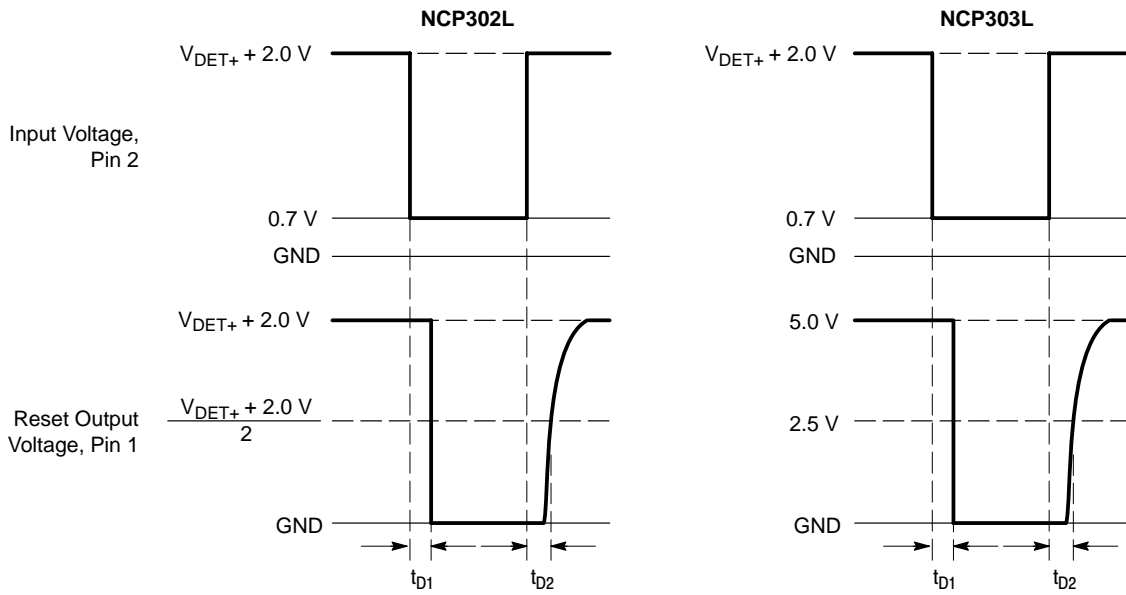 NCP302L
V_DET+ + 2.0 V
Input Voltage,
Pin 2
0.7 V
GND
V_DET+ + 2.0 V
Reset Output
Voltage, Pin 1
V_DET+ + 2.0 V
2
GND
t_D1
t_D2
NCP303L
V_DET+ + 2.0 V
0.7 V
GND
5.0 V
2.5 V
GND
t_D1
t_D2